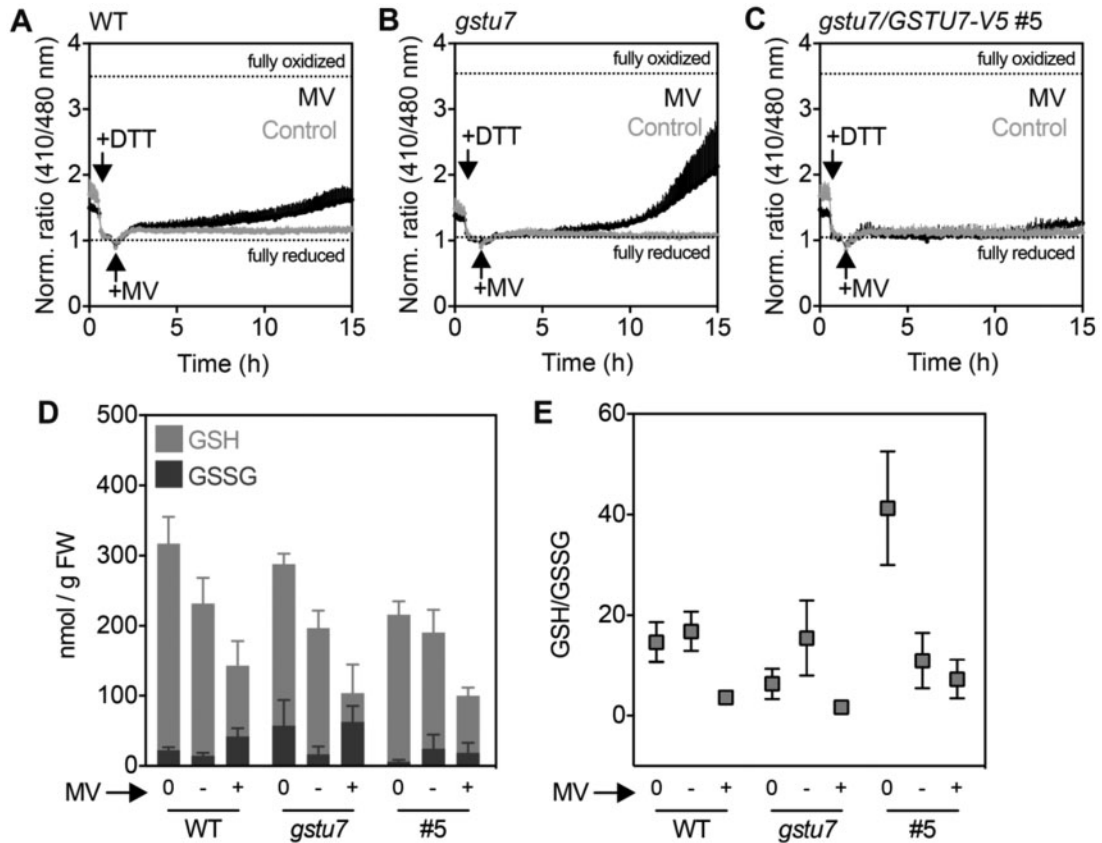 A WT
Norm. ratio (410/480 nm)
4
3
2
1
0
fully oxidized
MV
Control
+DTT
fully reduced
+MV
0 5 10 15
Time (h)
B gstu7
Norm. ratio (410/480 nm)
4
3
2
1
0
fully oxidized
MV
Control
+DTT
fully reduced
+MV
0 5 10 15
Time (h)
C gstu7/GSTU7-V5 #5
Norm. ratio (410/480 nm)
4
3
2
1
0
fully oxidized
MV
Control
+DTT
fully reduced
+MV
0 5 10 15
Time (h)
D
nmol / g FW
500
400
300
200
100
0
GSH
GSSG
MV 0 - + 0 - + 0 - +
WT gstu7 #5
E
GSH/GSSG
60
40
20
0
MV 0 - + 0 - + 0 - +
WT gstu7 #5